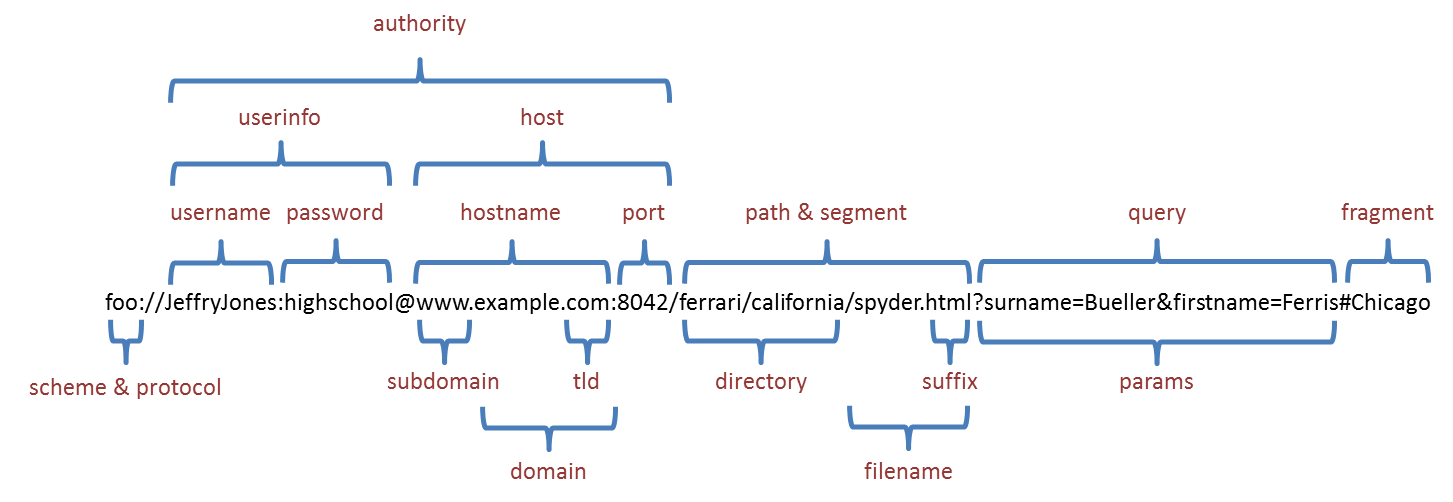 authority
userinfo host
username password hostname port path & segment query fragment
foo://JeffryJones:highschool@www.example.com:8042/ferrari/california/spyder.html?surname=Bueller&firstname=Ferris#Chicago
scheme & protocol subdomain tld directory suffix params
domain filename